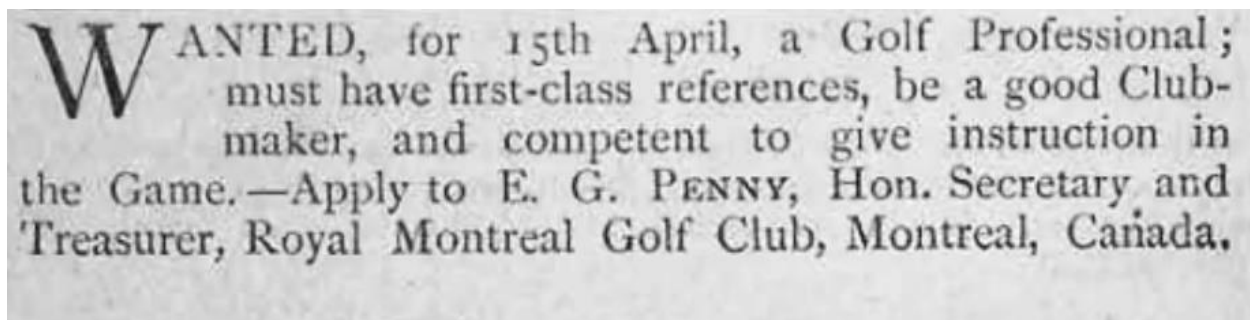 WANTED, for 15th April, a Golf Professional;
must have first-class references, be a good Club-
maker, and competent to give instruction in
the Game.—Apply to E. G. PENNY, Hon. Secretary and
Treasurer, Royal Montreal Golf Club, Montreal, Canada.